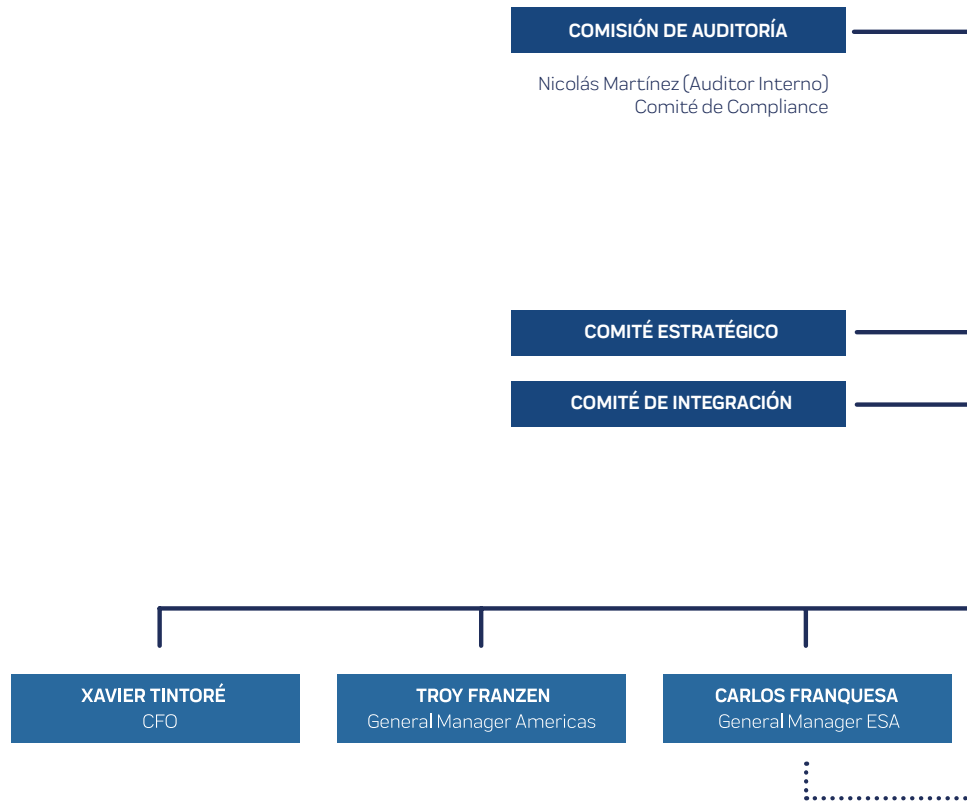 COMISIÓN DE AUDITORÍA
Nicolás Martínez (Auditor Interno)
Comité de Compliance
COMITÉ ESTRATÉGICO
COMITÉ DE INTEGRACIÓN
XAVIER TINTORÉ
CFO
TROY FRANZEN
General Manager Americas
CARLOS FRANQUESA
General Manager ESA